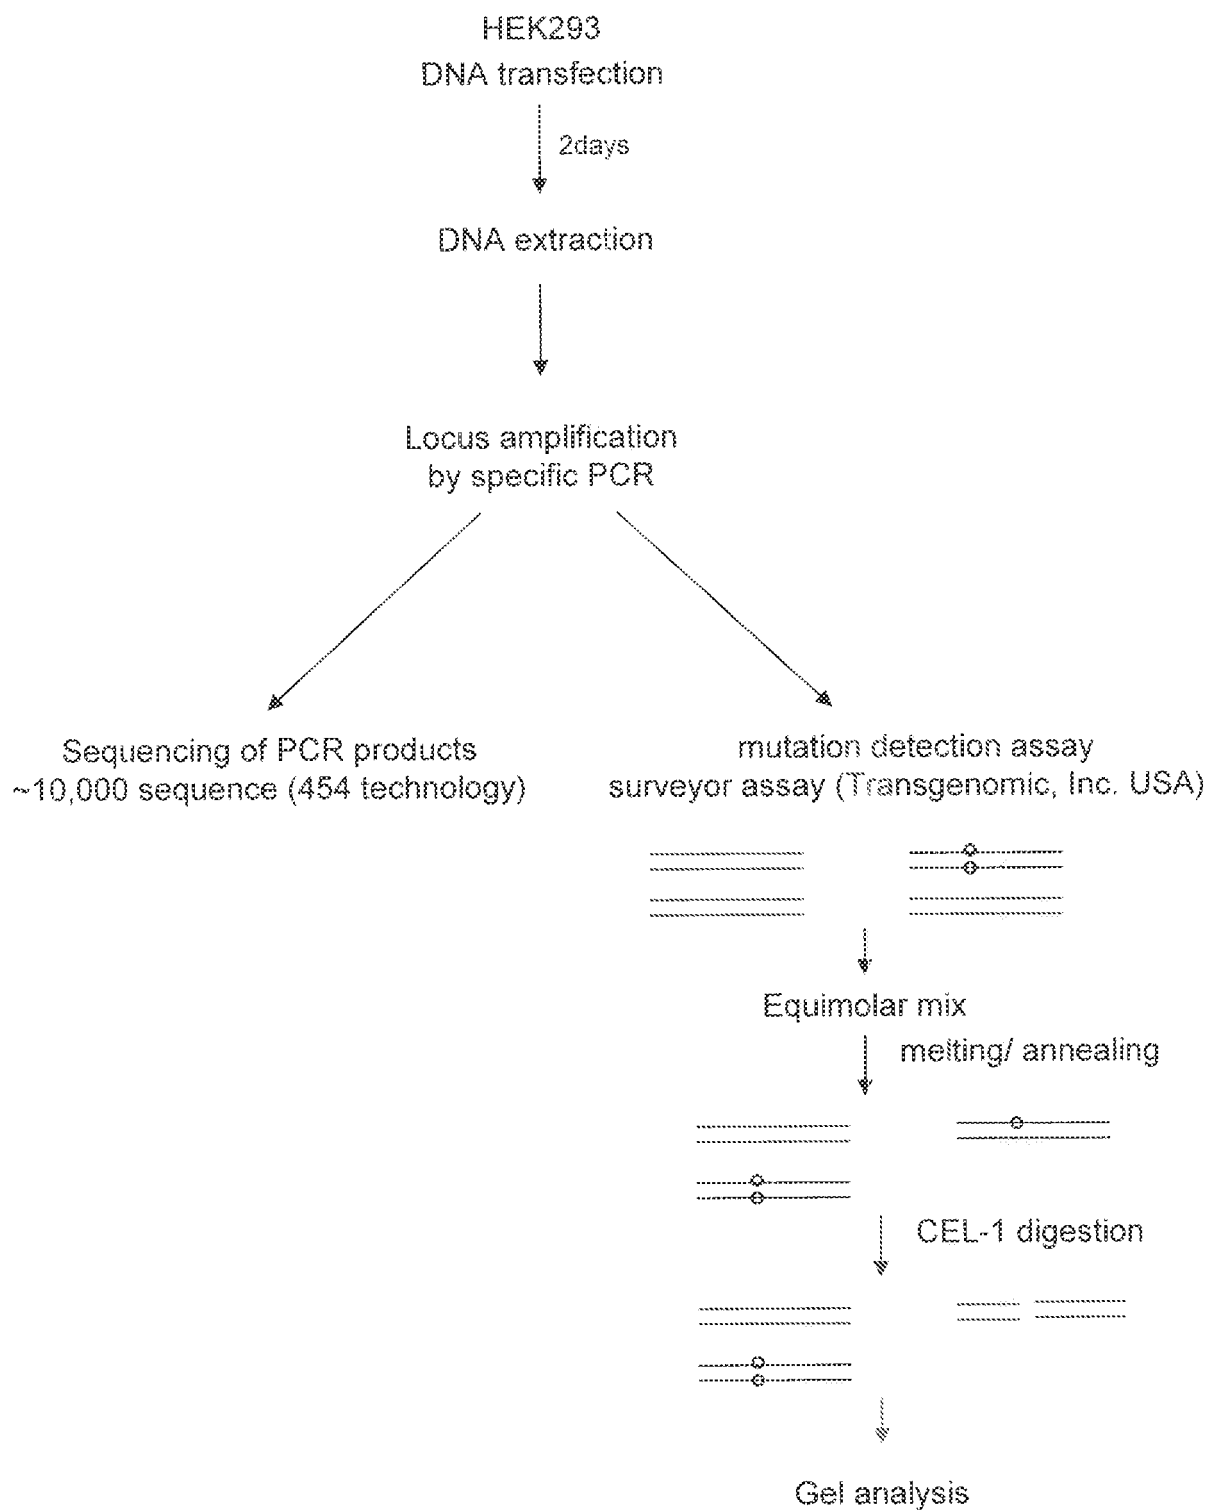 HEK293
DNA transfection
2days
DNA extraction
Locus amplification
by specific PCR
Sequencing of PCR products
~10,000 sequence (454 technology)
mutation detection assay
surveyor assay (Transgenomic, Inc. USA)
Equimolar mix
melting/ annealing
CEL-1 digestion
Gel analysis